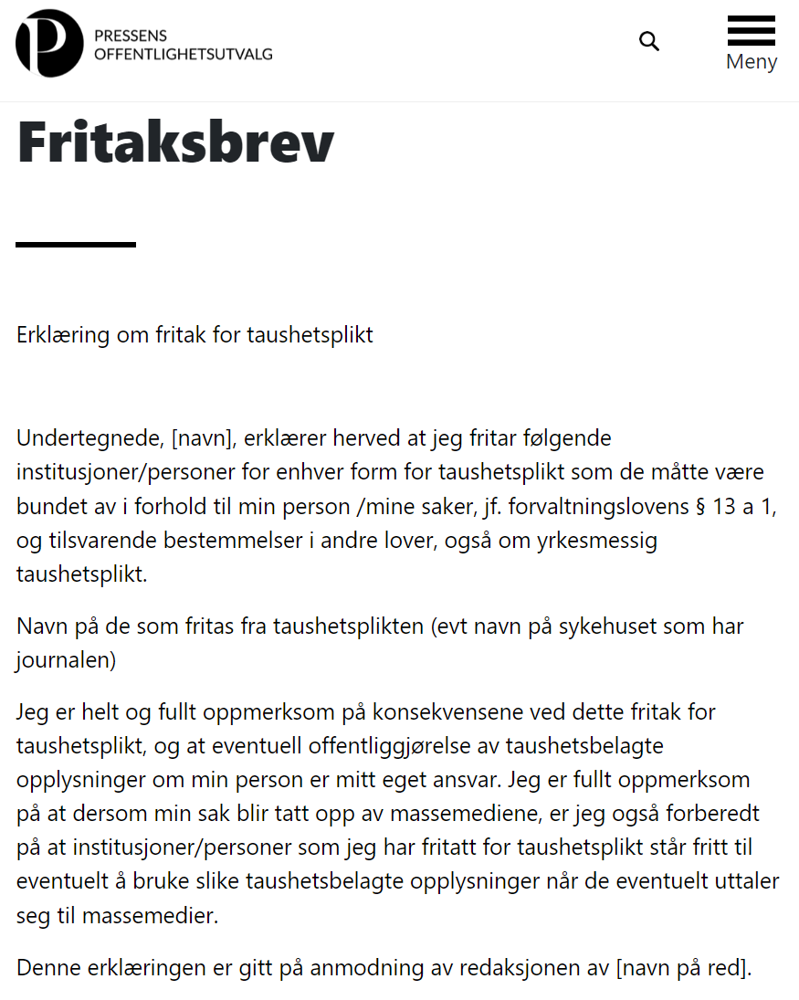 PRESSENS
OFFENTLIGHETSUTVALG
Meny
Fritaksbrev
Erklæring om fritak for taushetsplikt
Undertegnede, [navn], erklærer herved at jeg fritar følgende
institusjoner/personer for enhver form for taushetsplikt som de måtte være
bundet av i forhold til min person /mine saker, jf. forvaltningslovens § 13 a 1,
og tilsvarende bestemmelser i andre lover, også om yrkesmessig
taushetsplikt.
Navn på de som fritas fra taushetsplikten (evt navn på sykehuset som har
journalen)
Jeg er helt og fullt oppmerksom på konsekvensene ved dette fritak for
taushetsplikt, og at eventuell offentliggjørelse av taushetsbelagte
opplysninger om min person er mitt eget ansvar. Jeg er fullt oppmerksom
på at dersom min sak blir tatt opp av massemediene, er jeg også forberedt
på at institusjoner/personer som jeg har fritatt for taushetsplikt står fritt til
eventuelt å bruke slike taushetsbelagte opplysninger når de eventuelt uttaler
seg til massemedier.
Denne erklæringen er gitt på anmodning av redaksjonen av [navn på red].